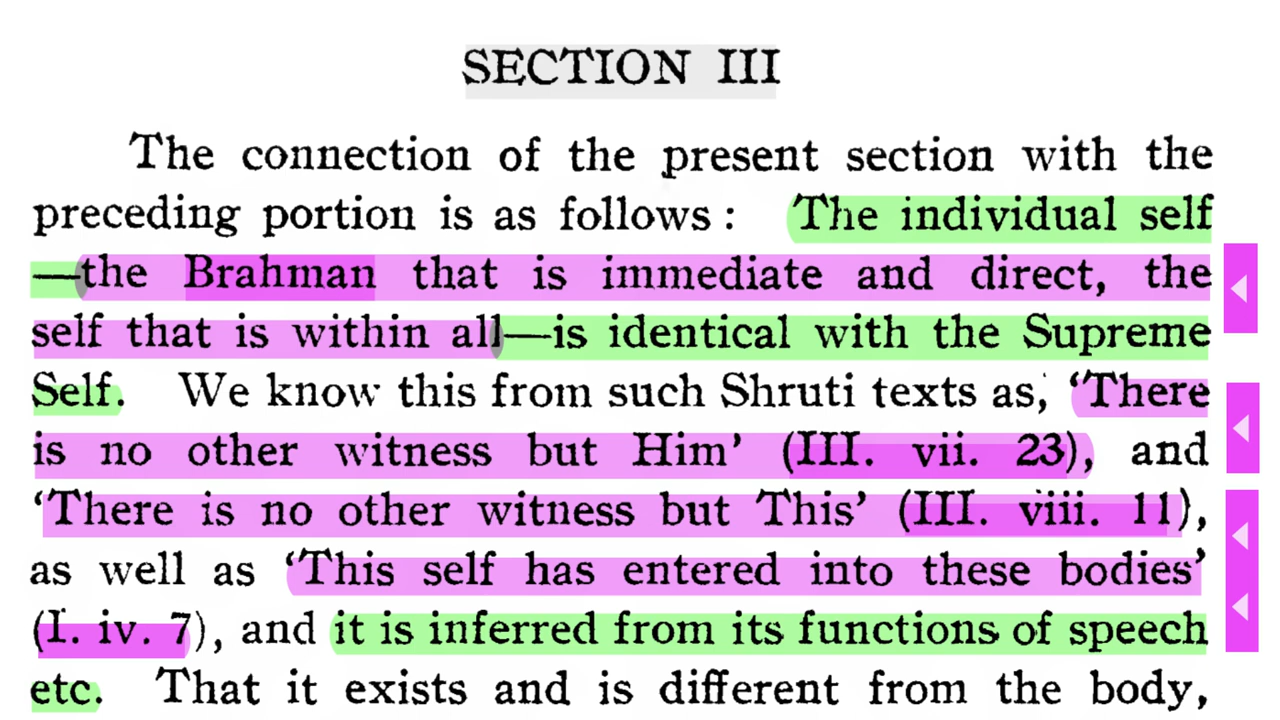 SECTION III
The connection of the present section with the
preceding portion is as follows : The individual self
—the Brahman that is immediate and direct, the
self that is within all—is identical with the Supreme
Self. We know this from such Shruti texts as, ‘There
is no other witness but Him’ (III. vii. 23), and
‘There is no other witness but This’ (III. viii. 11),
as well as ‘This self has entered into these bodies’
(I. iv. 7), and it is inferred from its functions of speech
etc. That it exists and is different from the body,